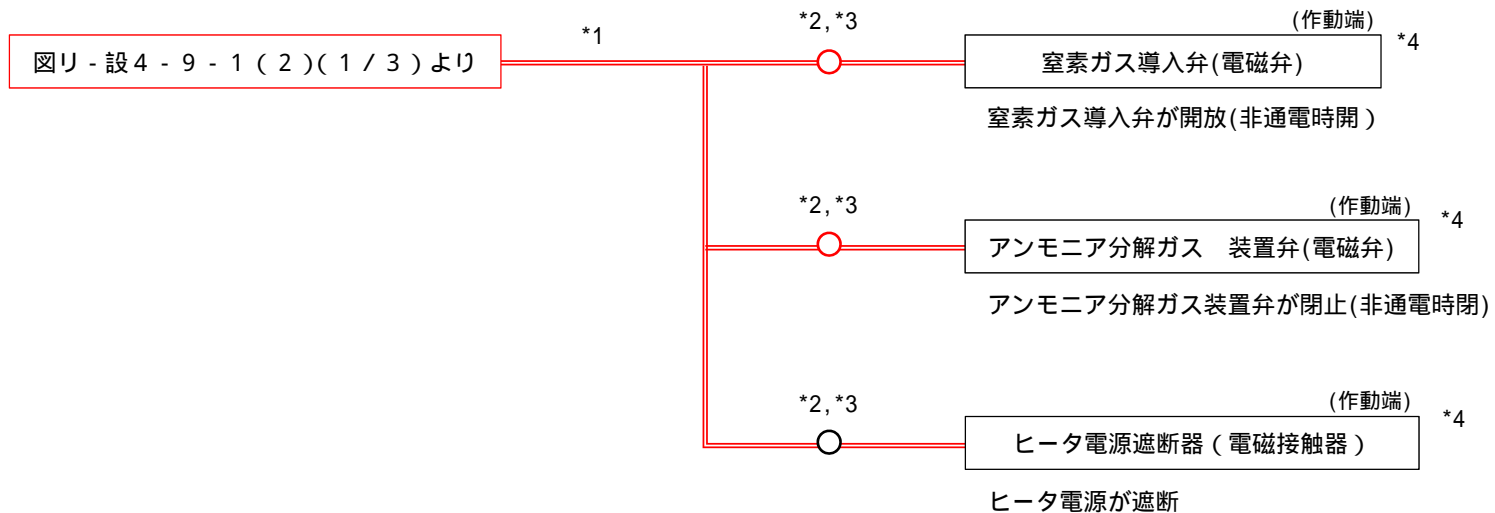 図リ-設4-9-1(2)(1/3)より
*1
*2,*3
(作動端)
*4
窒素ガス導入弁(電磁弁)
窒素ガス導入弁が開放(非通電時開)
*2,*3
(作動端)
*4
アンモニア分解ガス　装置弁(電磁弁)
アンモニア分解ガス装置弁が閉止(非通電時閉)
*2,*3
(作動端)
*4
ヒータ電源遮断器(電磁接触器)
ヒータ電源が遮断